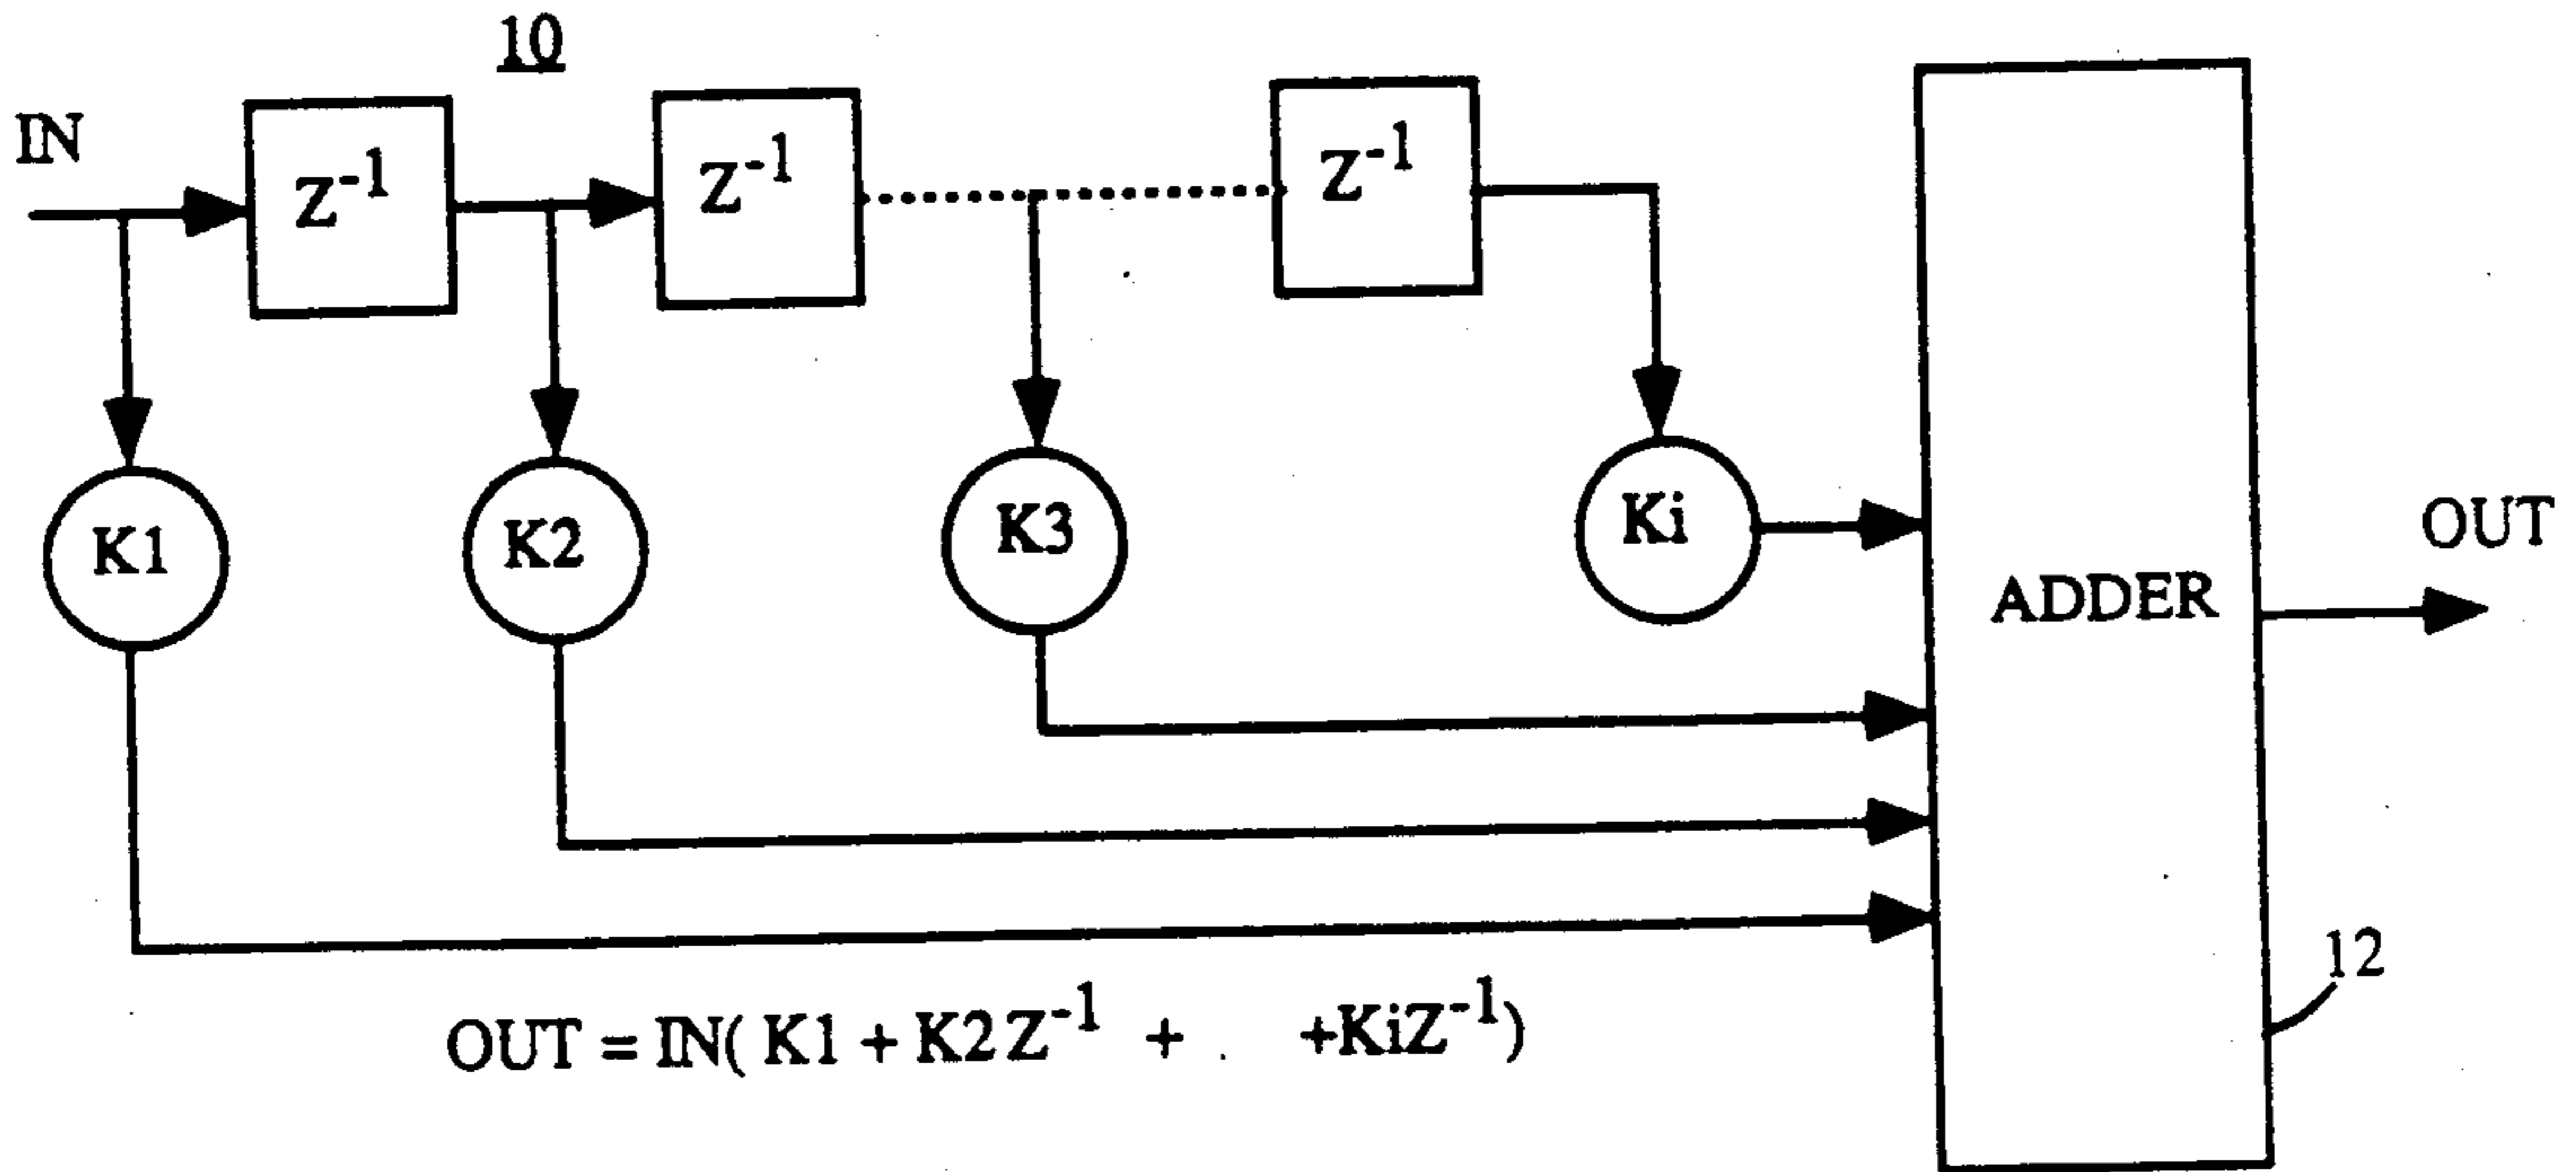 10
IN
Z⁻¹
Z⁻¹
Z⁻¹
K1
K2
K3
Ki
ADDER
OUT
12
OUT = IN( K1 + K2 Z⁻¹ + . +KiZ⁻¹)